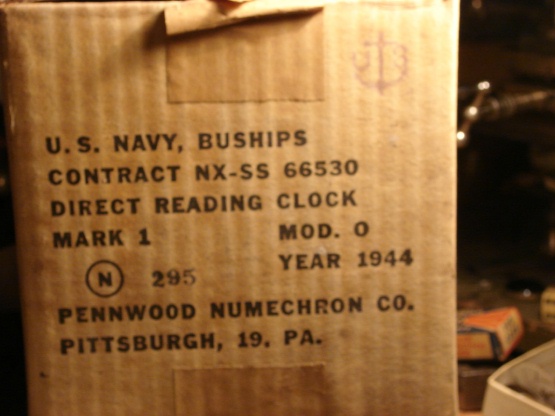 U.S. NAVY, BUSHIPS
CONTRACT NX-SS 66530
DIRECT READING CLOCK
MARK 1 MOD. O
YEAR 1944
N 295
PENNWOOD NUMECHRON CO.
PITTSBURGH, 19, PA.